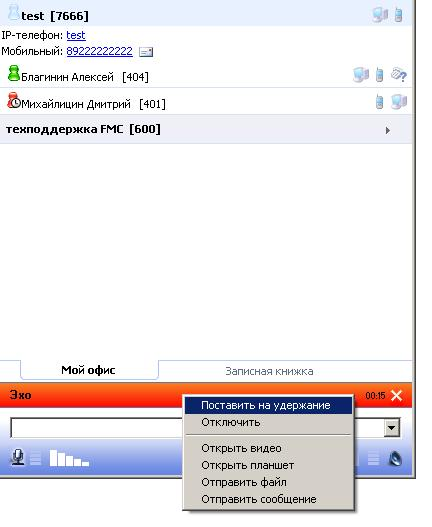 test [7666]
IP-телефон: test
Мобильный: 89222222222
Благинин Алексей [404]
Михайлицин Дмитрий [401]
техподдержка FMC [600]
Мой офис
Записная книжка
Эхо
00:15
Поставить на удержание
Отключить
Открыть видео
Открыть планшет
Отправить файл
Отправить сообщение